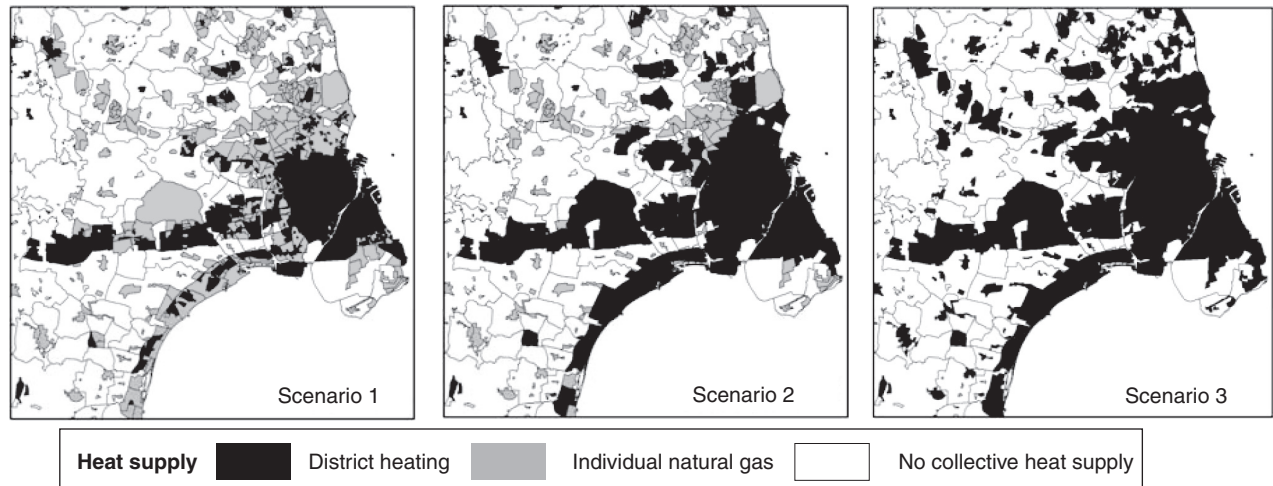 Scenario 1
Scenario 2
Scenario 3
Heat supply District heating Individual natural gas No collective heat supply